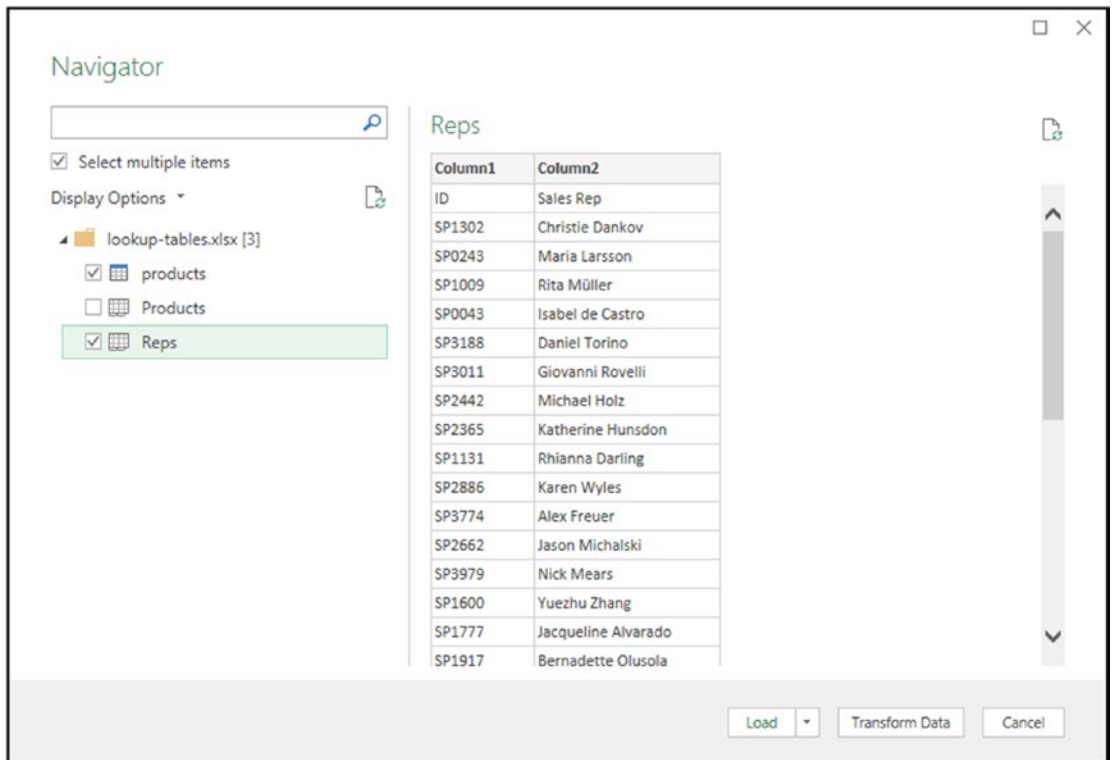 Navigator
Select multiple items
Display Options
lookup-tables.xlsx [3]
products
Products
Reps
Reps
Column1 Column2
ID Sales Rep
SP1302 Christie Dankov
SP0243 Maria Larsson
SP1009 Rita Müller
SP0043 Isabel de Castro
SP3188 Daniel Torino
SP3011 Giovanni Rovelli
SP2442 Michael Holz
SP2365 Katherine Hunsdon
SP1131 Rhianna Darling
SP2886 Karen Wyles
SP3774 Alex Freuer
SP2662 Jason Michalski
SP3979 Nick Mears
SP1600 Yuezhu Zhang
SP1777 Jacqueline Alvarado
SP1917 Bernadette Olusola
Load Transform Data Cancel